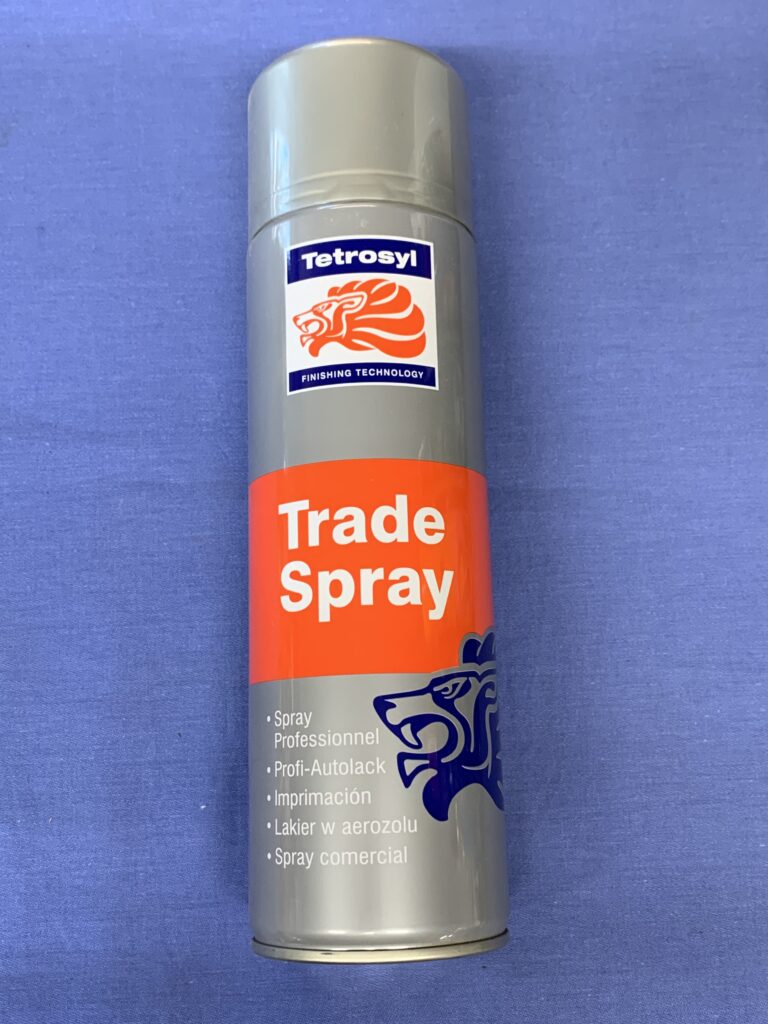 Tetrosyl
FINISHING TECHNOLOGY
Trade
Spray
• Spray
Professionnel
• Profi-Autolack
• Imprimación
• Lakier w aerozolu
• Spray comercial